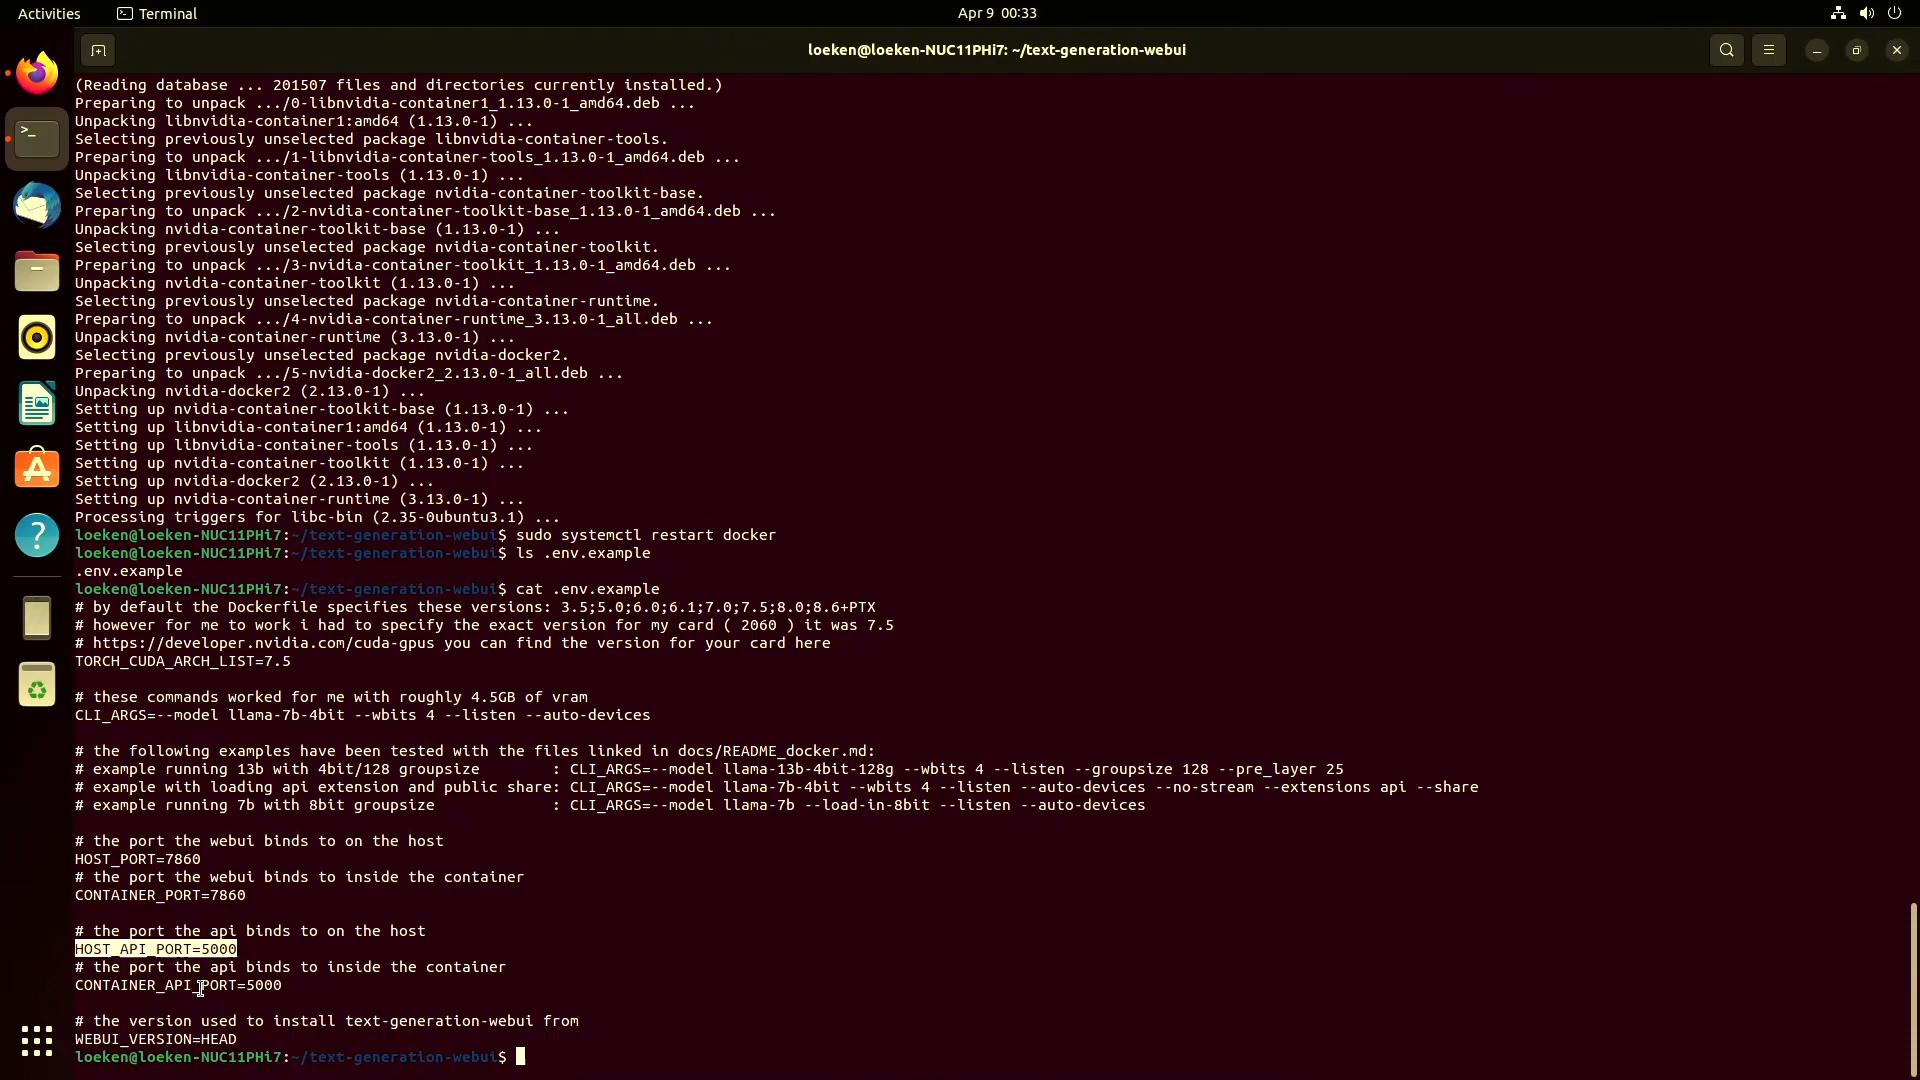 Activities
Terminal
Apr 9 00:33
loeken@loeken-NUC11PHi7: ~/text-generation-webui
(Reading database ... 201507 files and directories currently installed.)
Preparing to unpack .../0-libnvidia-container1_1.13.0-1_amd64.deb ...
Unpacking libnvidia-container1:amd64 (1.13.0-1) ...
Selecting previously unselected package libnvidia-container-tools.
Preparing to unpack .../1-libnvidia-container-tools_1.13.0-1_amd64.deb ...
Unpacking libnvidia-container-tools (1.13.0-1) ...
Selecting previously unselected package nvidia-container-toolkit-base.
Preparing to unpack .../2-nvidia-container-toolkit-base_1.13.0-1_amd64.deb ...
Unpacking nvidia-container-toolkit-base (1.13.0-1) ...
Selecting previously unselected package nvidia-container-toolkit.
Preparing to unpack .../3-nvidia-container-toolkit_1.13.0-1_amd64.deb ...
Unpacking nvidia-container-toolkit (1.13.0-1) ...
Selecting previously unselected package nvidia-container-runtime.
Preparing to unpack .../4-nvidia-container-runtime_3.13.0-1_all.deb ...
Unpacking nvidia-container-runtime (3.13.0-1) ...
Selecting previously unselected package nvidia-docker2.
Preparing to unpack .../5-nvidia-docker2_2.13.0-1_all.deb ...
Unpacking nvidia-docker2 (2.13.0-1) ...
Setting up nvidia-container-toolkit-base (1.13.0-1) ...
Setting up libnvidia-container1:amd64 (1.13.0-1) ...
Setting up libnvidia-container-tools (1.13.0-1) ...
Setting up nvidia-container-toolkit (1.13.0-1) ...
Setting up nvidia-docker2 (2.13.0-1) ...
Setting up nvidia-container-runtime (3.13.0-1) ...
Processing triggers for libc-bin (2.35-0ubuntu3.1) ...
loeken@loeken-NUC11PHi7:~/text-generation-webui$ sudo systemctl restart docker
loeken@loeken-NUC11PHi7:~/text-generation-webui$ ls .env.example
.env.example
loeken@loeken-NUC11PHi7:~/text-generation-webui$ cat .env.example
# by default the Dockerfile specifies these versions: 3.5;5.0;6.0;6.1;7.0;7.5;8.0;8.6+PTX
# however for me to work i had to specify the exact version for my card ( 2060 ) it was 7.5
# https://developer.nvidia.com/cuda-gpus you can find the version for your card here
TORCH_CUDA_ARCH_LIST=7.5
# these commands worked for me with roughly 4.5GB of vram
CLI_ARGS=--model llama-7b-4bit --wbits 4 --listen --auto-devices
# the following examples have been tested with the files linked in docs/README_docker.md:
# example running 13b with 4bit/128 groupsize        : CLI_ARGS=--model llama-13b-4bit-128g --wbits 4 --listen --groupsize 128 --pre_layer 25
# example with loading api extension and public share: CLI_ARGS=--model llama-7b-4bit --wbits 4 --listen --auto-devices --no-stream --extensions api --share
# example running 7b with 8bit groupsize             : CLI_ARGS=--model llama-7b --load-in-8bit --listen --auto-devices
# the port the webui binds to on the host
HOST_PORT=7860
# the port the webui binds to inside the container
CONTAINER_PORT=7860
# the port the api binds to on the host
HOST_API_PORT=5000
# the port the api binds to inside the container
CONTAINER_API_PORT=5000
# the version used to install text-generation-webui from
WEBUI_VERSION=HEAD
loeken@loeken-NUC11PHi7:~/text-generation-webui$